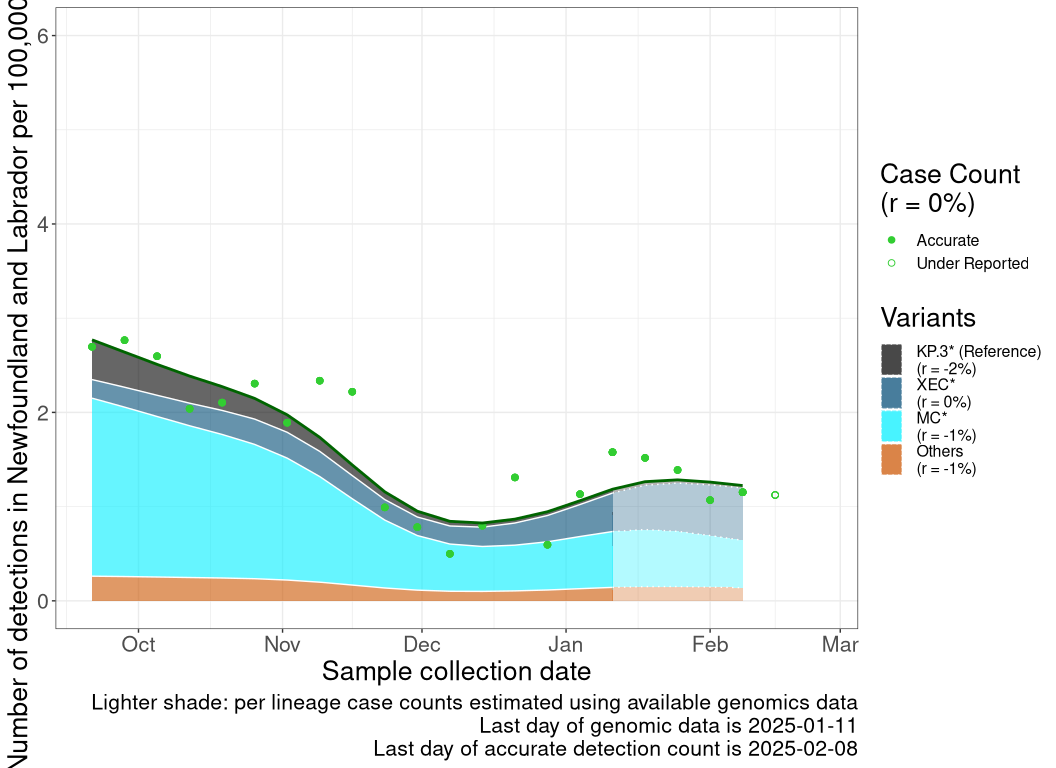 Number of detections in Newfoundland and Labrador per 100,000
6
4
2
0
Oct
Nov
Dec
Jan
Feb
Mar
Sample collection date
Lighter shade: per lineage case counts estimated using available genomics data
Last day of genomic data is 2025-01-11
Last day of accurate detection count is 2025-02-08
Case Count
(r = 0%)
Accurate
Under Reported
Variants
KP.3* (Reference)
(r = -2%)
XEC*
(r = 0%)
MC*
(r = -1%)
Others
(r = -1%)